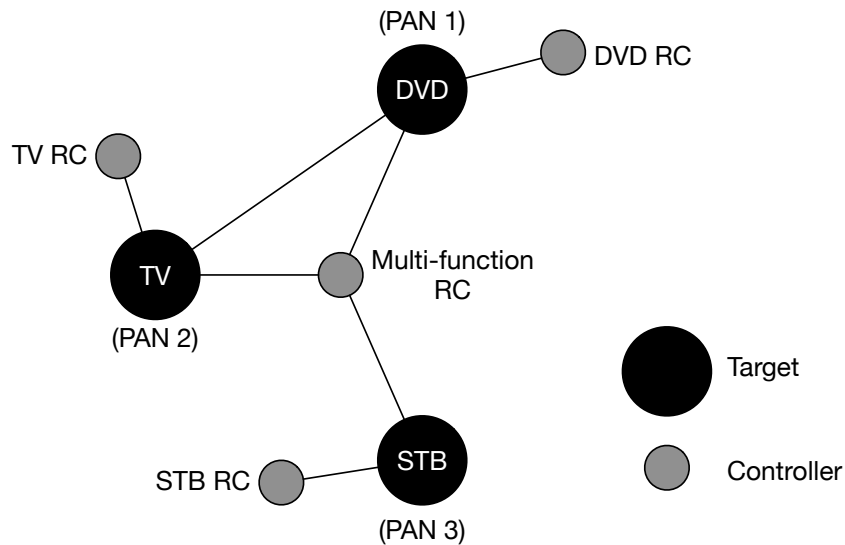 (PAN 1)
DVD
DVD RC
TV RC
TV
(PAN 2)
Multi-function
RC
Target
STB
STB RC
(PAN 3)
Controller